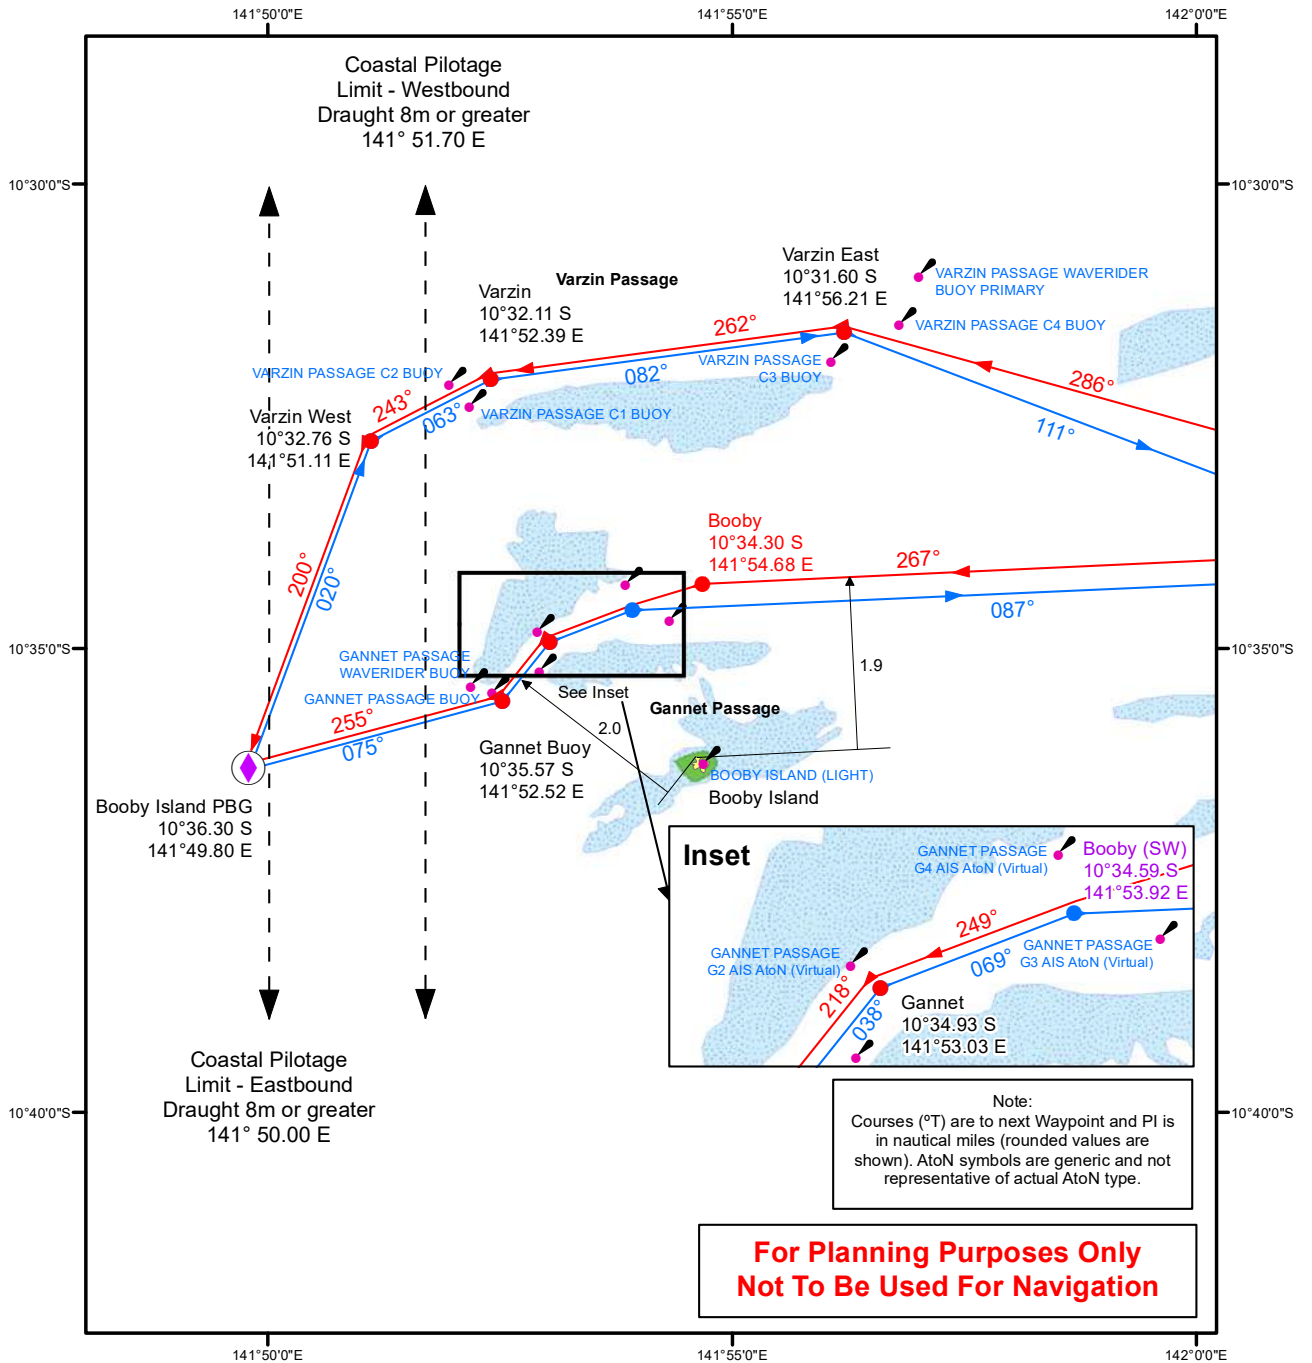 141°50'0"E
141°55'0"E
142°0'0"E
Coastal Pilotage
Limit - Westbound
Draught 8m or greater
141° 51.70 E
10°30'0"S
10°30'0"S
Varzin East
10°31.60 S
141°56.21 E
Varzin Passage
Varzin
10°32.11 S
141°52.39 E
VARZIN PASSAGE WAVERIDER
BUOY PRIMARY
VARZIN PASSAGE C4 BUOY
262°
VARZIN PASSAGE
C3 BUOY
082°
286°
111°
VARZIN PASSAGE C2 BUOY
243°
063°
VARZIN PASSAGE C1 BUOY
Varzin West
10°32.76 S
141°51.11 E
200°
020°
Booby
10°34.30 S
141°54.68 E
267°
087°
10°35'0"S
10°35'0"S
GANNET PASSAGE
WAVERIDER BUOY
GANNET PASSAGE BUOY
See Inset
1.9
Gannet Passage
2.0
255°
075°
Gannet Buoy
10°35.57 S
141°52.52 E
BOOBY ISLAND (LIGHT)
Booby Island
Booby Island PBG
10°36.30 S
141°49.80 E
Inset
GANNET PASSAGE
G4 AIS AtoN (Virtual)
Booby (SW)
10°34.59 S
141°53.92 E
249°
069°
GANNET PASSAGE
G3 AIS AtoN (Virtual)
GANNET PASSAGE
G2 AIS AtoN (Virtual)
218°
038°
Gannet
10°34.93 S
141°53.03 E
Coastal Pilotage
Limit - Eastbound
Draught 8m or greater
141° 50.00 E
10°40'0"S
10°40'0"S
Note:
Courses (ºT) are to next Waypoint and PI is
in nautical miles (rounded values are
shown). AtoN symbols are generic and not
representative of actual AtoN type.
For Planning Purposes Only
Not To Be Used For Navigation
141°50'0"E
141°55'0"E
142°0'0"E